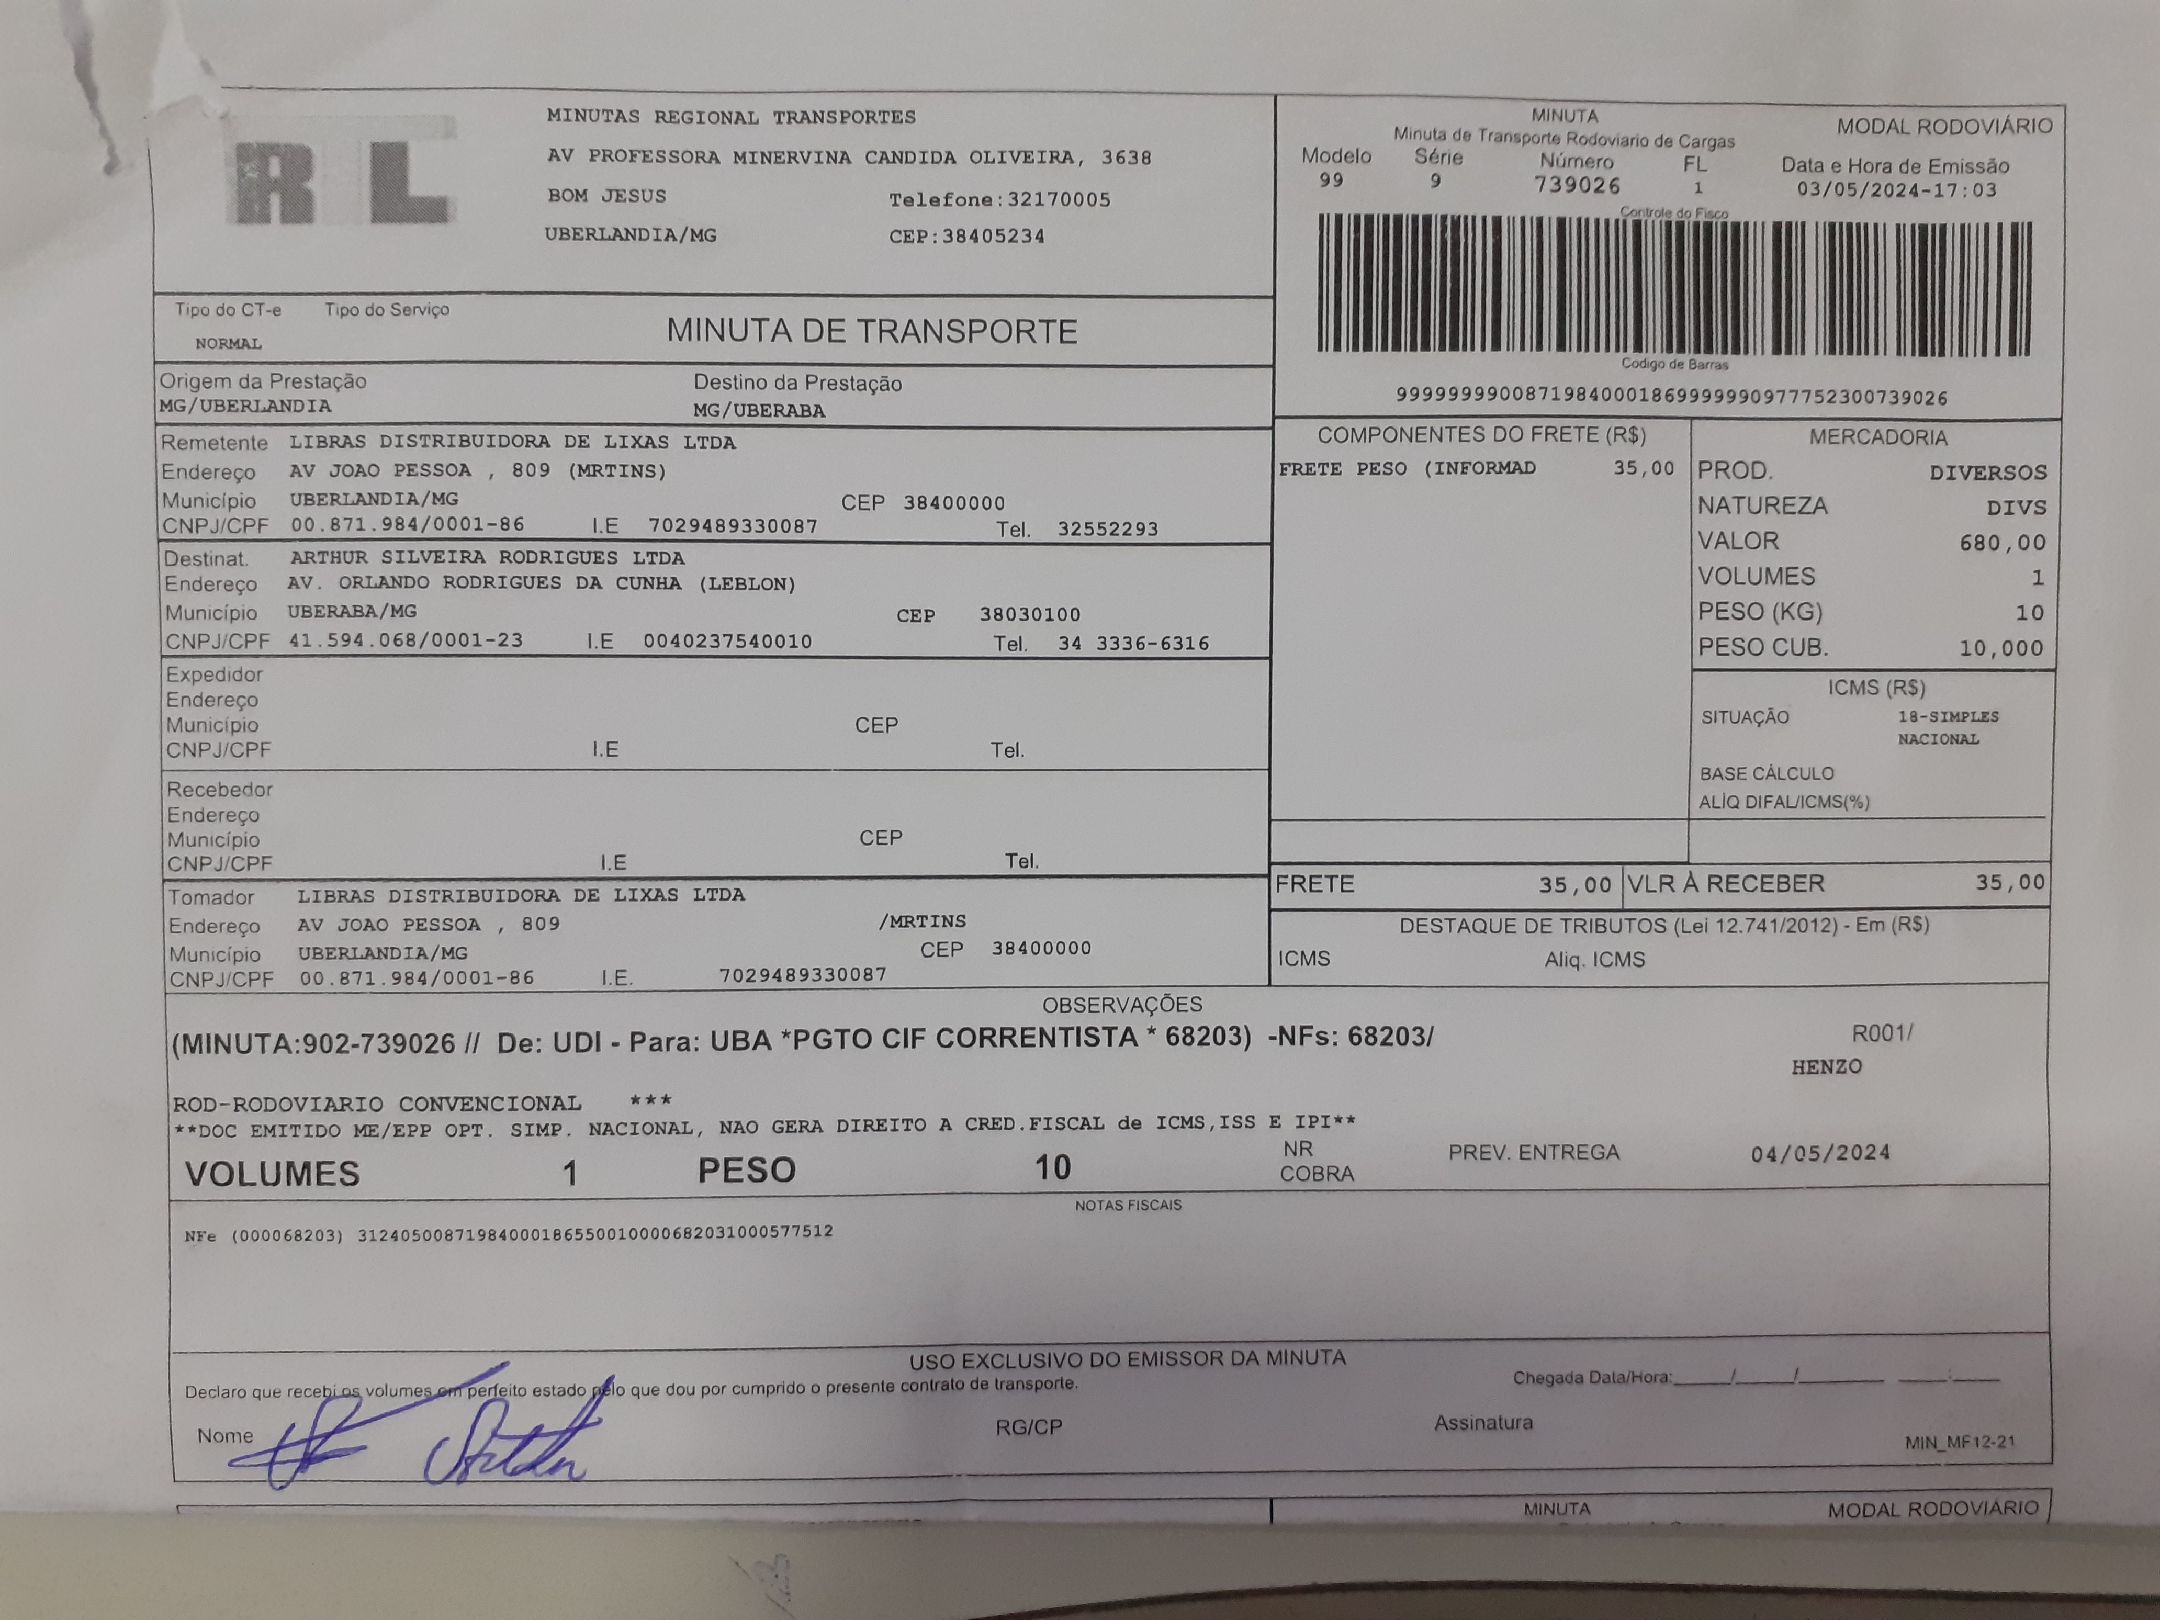 RTL
MINUTAS REGIONAL TRANSPORTES
AV PROFESSORA MINERVINA CANDIDA OLIVEIRA, 3638
BOM JESUS Telefone:32170005
UBERLANDIA/MG CEP:38405234
MINUTA
Minuta de Transporte Rodoviario de Cargas
MODAL RODOVIÁRIO
Modelo Série Número FL Data e Hora de Emissão
99 9 739026 1 03/05/2024-17:03
Controle do Fisco
Codigo de Barras
999999990087198400018699999990977752300739026
Tipo do CT-e Tipo do Serviço
NORMAL
MINUTA DE TRANSPORTE
Origem da Prestação Destino da Prestação
MG/UBERLANDIA MG/UBERABA
Remetente LIBRAS DISTRIBUIDORA DE LIXAS LTDA
Endereço AV JOAO PESSOA , 809 (MRTINS)
Município UBERLANDIA/MG CEP 38400000
CNPJ/CPF 00.871.984/0001-86 I.E 7029489330087 Tel. 32552293
Destinat. ARTHUR SILVEIRA RODRIGUES LTDA
Endereço AV. ORLANDO RODRIGUES DA CUNHA (LEBLON)
Município UBERABA/MG CEP 38030100
CNPJ/CPF 41.594.068/0001-23 I.E 0040237540010 Tel. 34 3336-6316
Expedidor
Endereço
Município CEP
CNPJ/CPF I.E Tel.
Recebedor
Endereço
Município CEP
CNPJ/CPF I.E Tel.
Tomador LIBRAS DISTRIBUIDORA DE LIXAS LTDA
Endereço AV JOAO PESSOA , 809 /MRTINS
Município UBERLANDIA/MG CEP 38400000
CNPJ/CPF 00.871.984/0001-86 I.E. 7029489330087
COMPONENTES DO FRETE (R$)
FRETE PESO (INFORMAD 35,00
MERCADORIA
PROD. DIVERSOS
NATUREZA DIVS
VALOR 680,00
VOLUMES 1
PESO (KG) 10
PESO CUB. 10,000
ICMS (R$)
SITUAÇÃO 18-SIMPLES
NACIONAL
BASE CÁLCULO
ALÍQ DIFAL/ICMS(%)
FRETE 35,00 VLR À RECEBER 35,00
DESTAQUE DE TRIBUTOS (Lei 12.741/2012) - Em (R$)
ICMS Aliq. ICMS
OBSERVAÇÕES
(MINUTA:902-739026 // De: UDI - Para: UBA *PGTO CIF CORRENTISTA * 68203) -NFs: 68203/
R001/
HENZO
ROD-RODOVIARIO CONVENCIONAL ***
**DOC EMITIDO ME/EPP OPT. SIMP. NACIONAL, NAO GERA DIREITO A CRED.FISCAL de ICMS,ISS E IPI**
VOLUMES 1 PESO 10 NR COBRA PREV. ENTREGA 04/05/2024
NOTAS FISCAIS
NFe (000068203) 31240500871984000186550010000682031000577512
USO EXCLUSIVO DO EMISSOR DA MINUTA
Declaro que recebi os volumes em perfeito estado pelo que dou por cumprido o presente contrato de transporte.
Chegada Data/Hora:____/____/______ ___:___
Nome RG/CP Assinatura
MIN_MF12-21
MINUTA MODAL RODOVIÁRIO